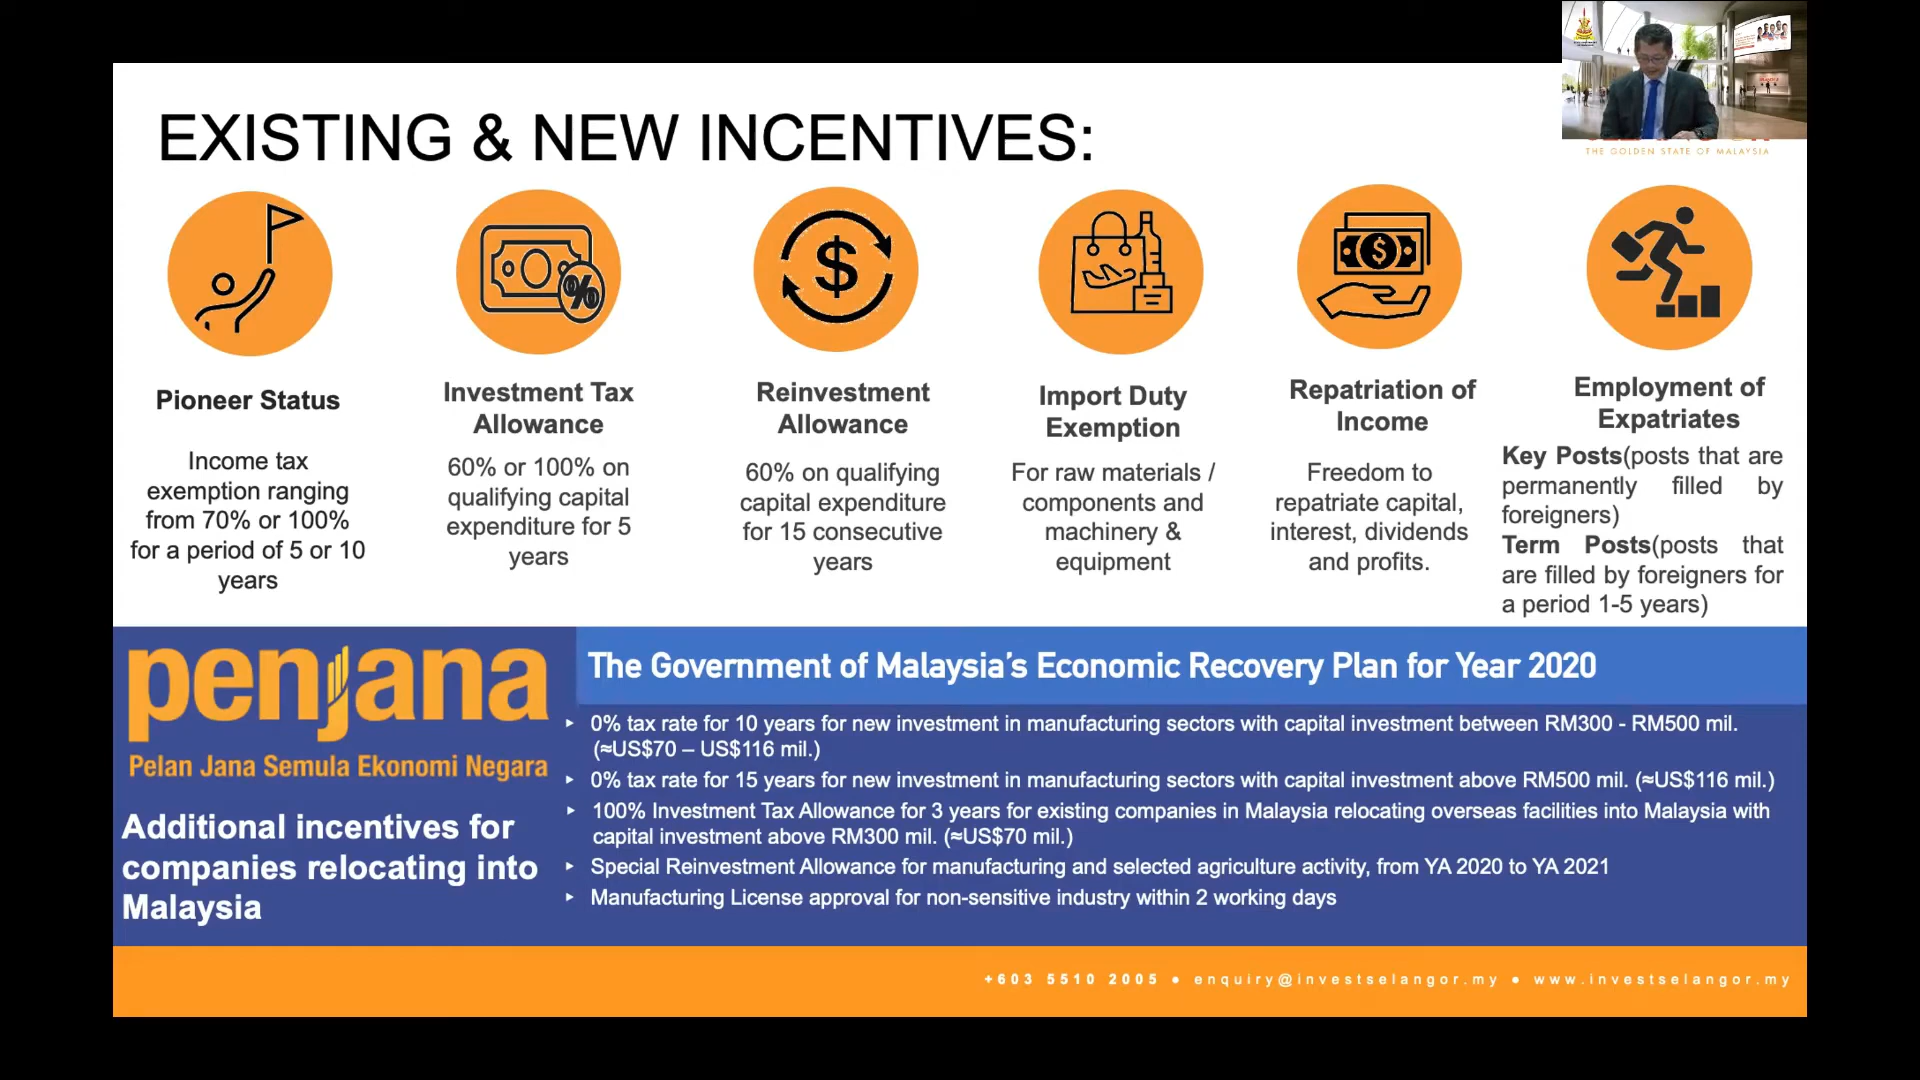 EXISTING & NEW INCENTIVES:
THE GOLDEN STATE OF MALAYSIA
Pioneer Status
Income tax
exemption ranging
from 70% or 100%
for a period of 5 or 10
years
Investment Tax
Allowance
60% or 100% on
qualifying capital
expenditure for 5
years
Reinvestment
Allowance
60% on qualifying
capital expenditure
for 15 consecutive
years
Import Duty
Exemption
For raw materials /
components and
machinery &
equipment
Repatriation of
Income
Freedom to
repatriate capital,
interest, dividends
and profits.
Employment of
Expatriates
Key Posts(posts that are
permanently filled by
foreigners)
Term Posts(posts that
are filled by foreigners for
a period 1-5 years)
penjana
Pelan Jana Semula Ekonomi Negara
Additional incentives for
companies relocating into
Malaysia
The Government of Malaysia's Economic Recovery Plan for Year 2020
‣ 0% tax rate for 10 years for new investment in manufacturing sectors with capital investment between RM300 - RM500 mil.
(≈US$70 – US$116 mil.)
‣ 0% tax rate for 15 years for new investment in manufacturing sectors with capital investment above RM500 mil. (≈US$116 mil.)
‣ 100% Investment Tax Allowance for 3 years for existing companies in Malaysia relocating overseas facilities into Malaysia with
capital investment above RM300 mil. (≈US$70 mil.)
‣ Special Reinvestment Allowance for manufacturing and selected agriculture activity, from YA 2020 to YA 2021
‣ Manufacturing License approval for non-sensitive industry within 2 working days
+603 5510 2005 ● enquiry@investselangor.my ● www.investselangor.my